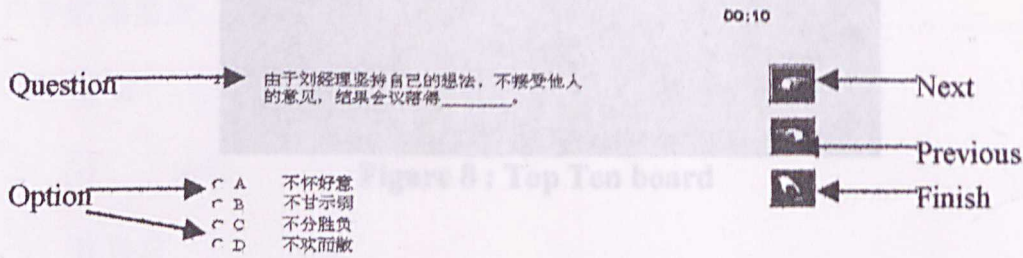 00:10
Question
由于刘经理坚持自己的想法，不接受他人
的意见，结果会议落得________。
Next
Previous
Finish
Option
C A 不怀好意
C B 不甘示弱
C C 不分胜负
C D 不欢而散
Figure 8 : Top Ten board